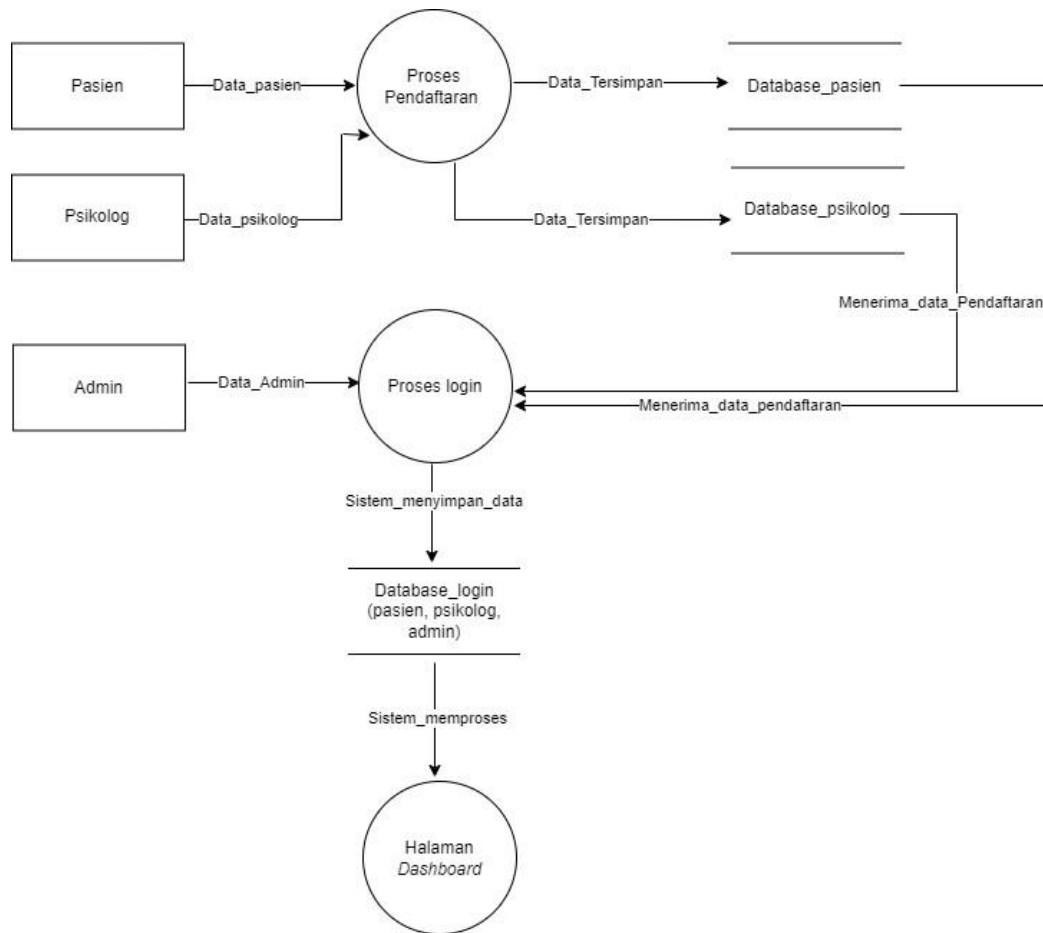 Pasien
Data_pasien
Proses
Pendaftaran
Data_Tersimpan
Database_pasien
Psikolog
Data_psikolog
Data_Tersimpan
Database_psikolog
Menerima_data_Pendaftaran
Admin
Data_Admin
Proses login
Menerima_data_pendaftaran
Sistem_menyimpan_data
Database_login
(pasien, psikolog,
admin)
Sistem_memproses
Halaman
Dashboard